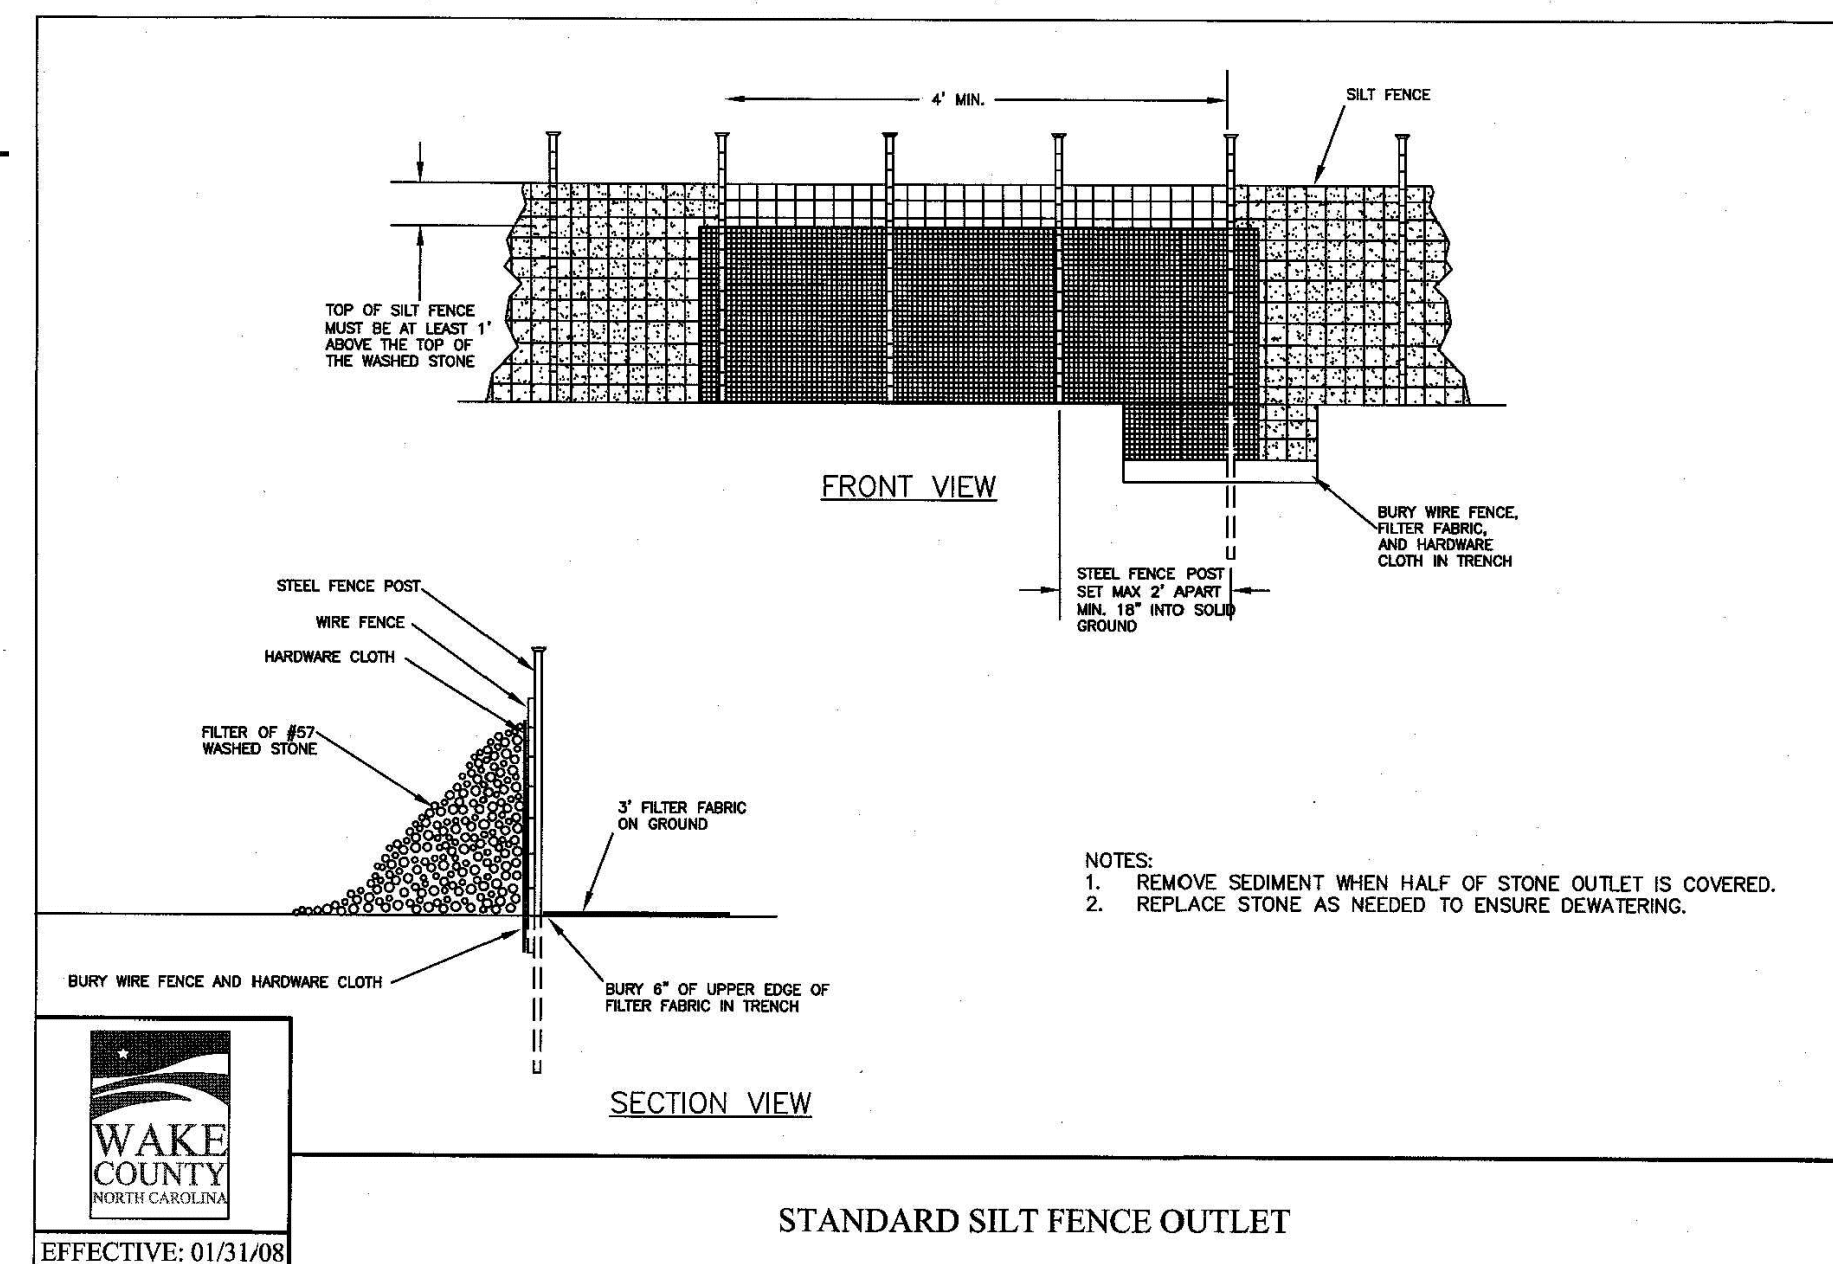 4' MIN.
SILT FENCE
TOP OF SILT FENCE
MUST BE AT LEAST 1'
ABOVE THE TOP OF
THE WASHED STONE
FRONT VIEW
BURY WIRE FENCE,
FILTER FABRIC,
AND HARDWARE
CLOTH IN TRENCH
STEEL FENCE POST
SET MAX 2' APART
MIN. 18" INTO SOLID
GROUND
STEEL FENCE POST
WIRE FENCE
HARDWARE CLOTH
FILTER OF #57
WASHED STONE
3' FILTER FABRIC
ON GROUND
NOTES:
1. REMOVE SEDIMENT WHEN HALF OF STONE OUTLET IS COVERED.
2. REPLACE STONE AS NEEDED TO ENSURE DEWATERING.
BURY WIRE FENCE AND HARDWARE CLOTH
BURY 6" OF UPPER EDGE OF
FILTER FABRIC IN TRENCH
SECTION VIEW
WAKE
COUNTY
NORTH CAROLINA
EFFECTIVE: 01/31/08
STANDARD SILT FENCE OUTLET